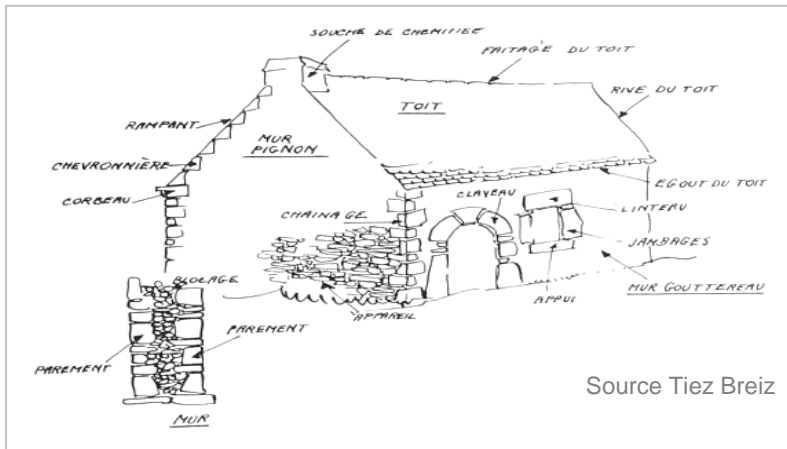 SOUCHE DE CHEMINÉE
FAITAGE DU TOIT
RIVE DU TOIT
TOIT
RAMPANT
MUR
PIGNON
CHEVRONNIÈRE
CORBEAU
EGOUT DU TOIT
CLAVEAU
LINTEAU
CHAINAGE
JAMBAGES
BLOCAGE
MUR GOUTTEREAU
APPUI
APPAREIL
PAREMENT
PAREMENT
Source Tiez Breiz
MUR